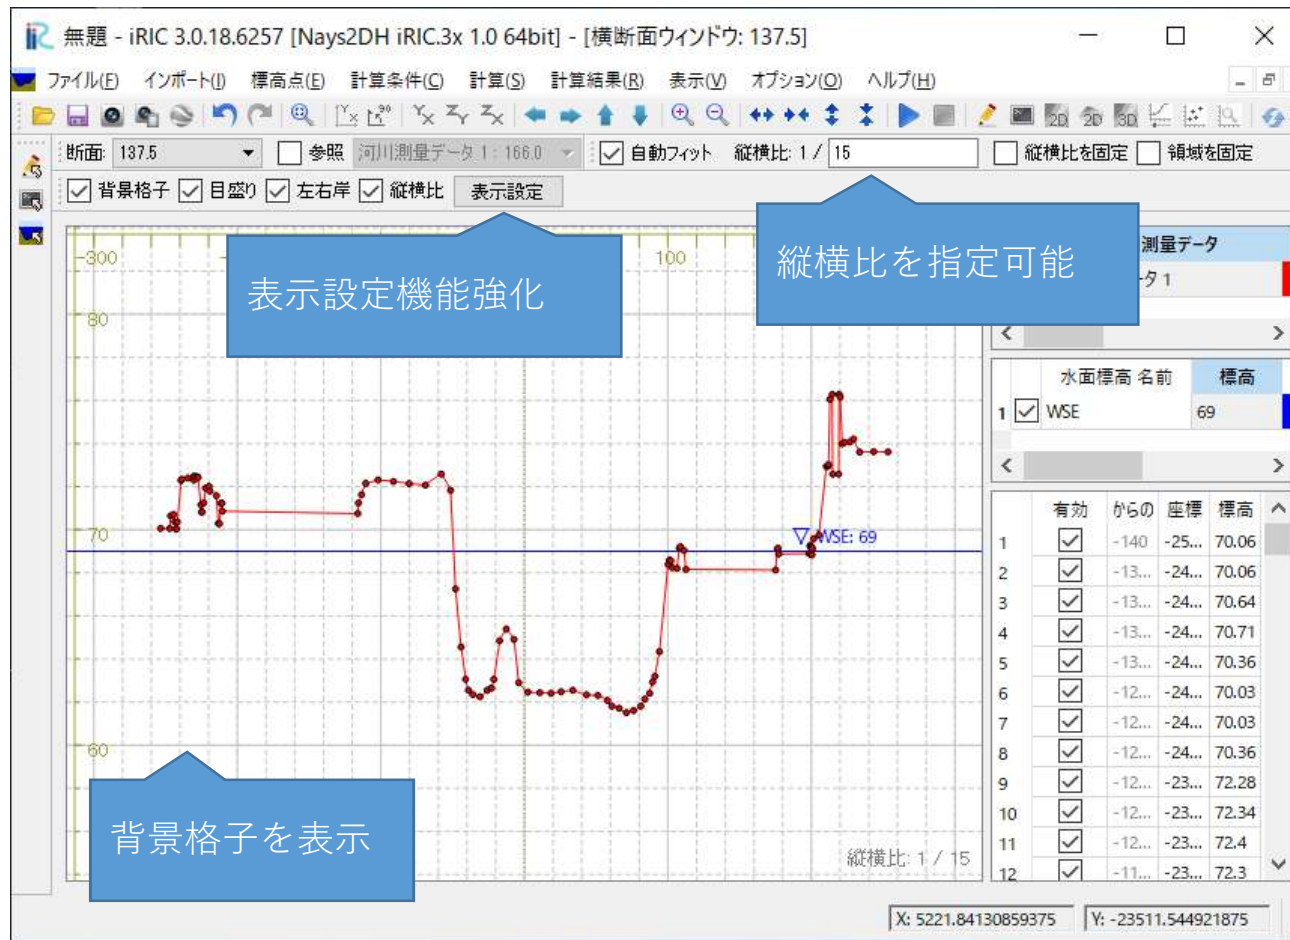 無題 - iRIC 3.0.18.6257 [Nays2DH iRIC.3x 1.0 64bit] - [横断面ウィンドウ: 137.5]
ファイル(F) インポート(I) 標高点(E) 計算条件(C) 計算(S) 計算結果(R) 表示(V) オプション(O) ヘルプ(H)
断面: 137.5 参照 河川測量データ 1 : 166.0 自動フィット 縦横比: 1 / 15 縦横比を固定 領域を固定
背景格子 目盛り 左右岸 縦横比 表示設定
表示設定機能強化
縦横比を指定可能
測量データ
タ 1
-300 100
80
70
60
WSE: 69
背景格子を表示
縦横比: 1 / 15
水面標高 名前 標高
1 WSE 69
有効 からの 座標 標高
1 -140 -25... 70.06
2 -13... -24... 70.06
3 -13... -24... 70.64
4 -13... -24... 70.71
5 -13... -24... 70.36
6 -12... -24... 70.03
7 -12... -24... 70.03
8 -12... -24... 70.36
9 -12... -23... 72.28
10 -12... -23... 72.34
11 -12... -23... 72.4
12 -11... -23... 72.3
X: 5221.84130859375 Y: -23511.544921875